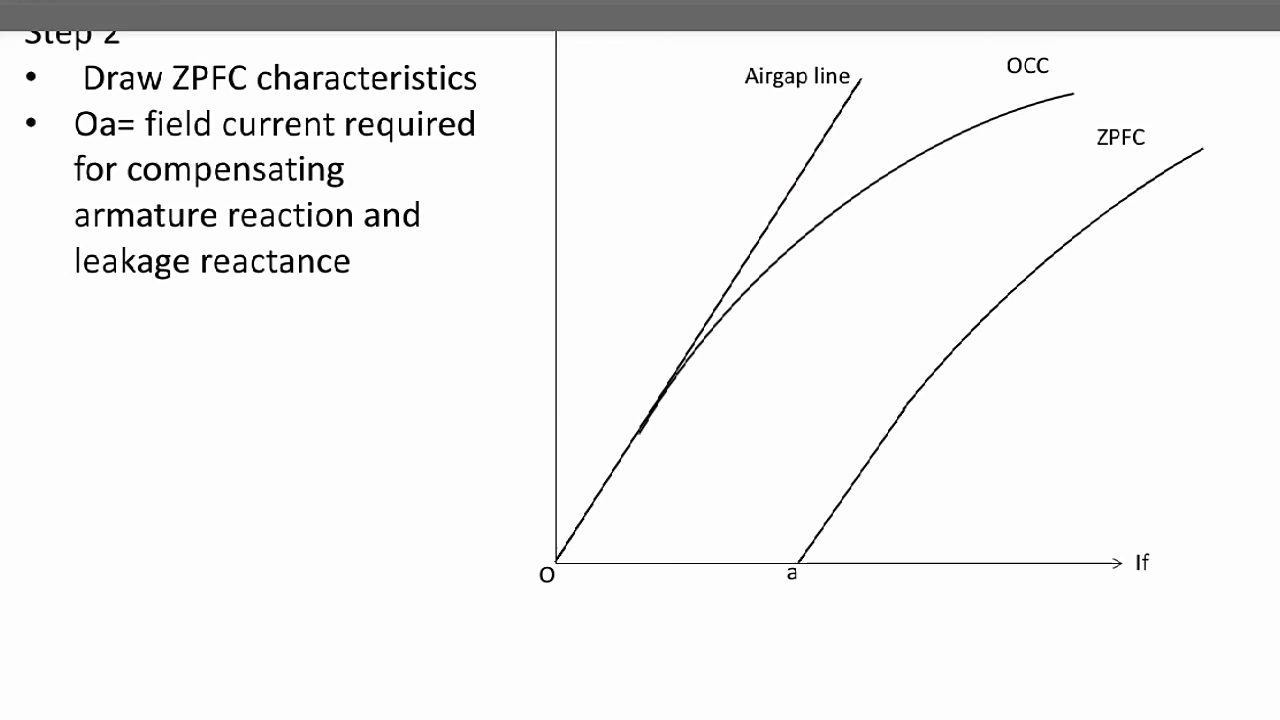 Step 2
• Draw ZPFC characteristics
• Oa= field current required
for compensating
armature reaction and
leakage reactance
Airgap line
OCC
ZPFC
O
a
If